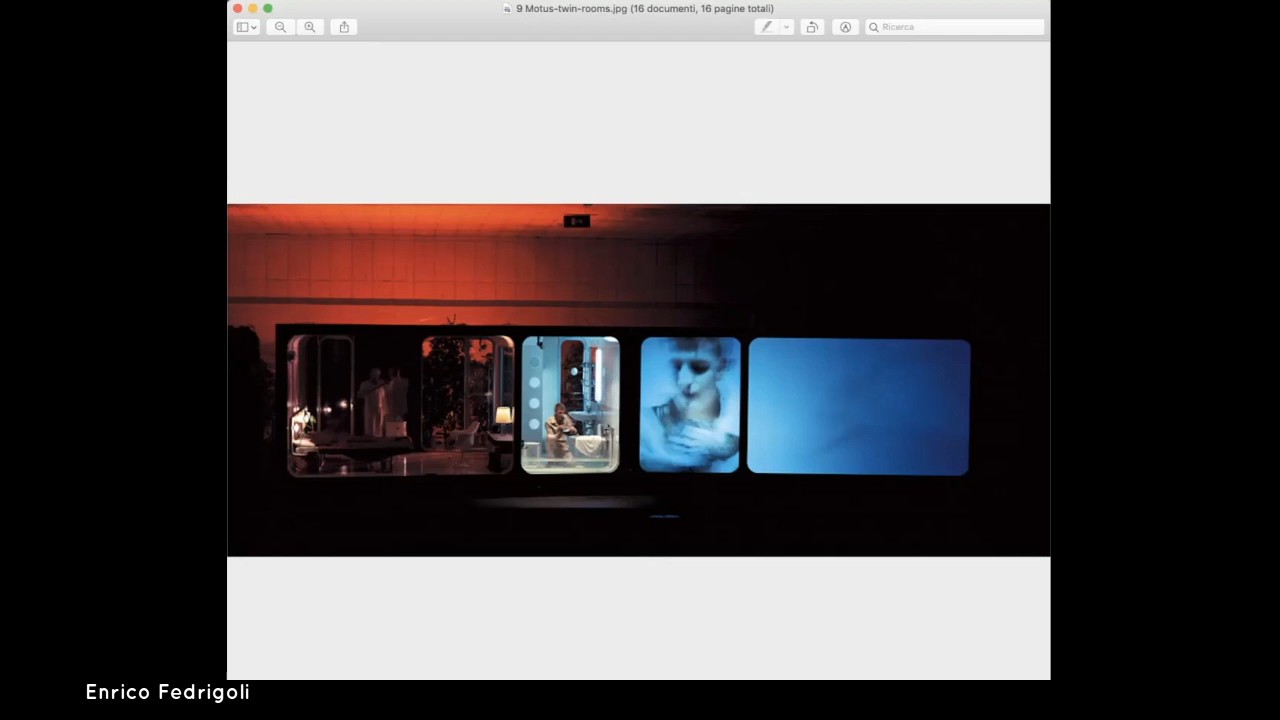 9 Motus-twin-rooms.jpg (16 documenti, 16 pagine totali)
Ricerca
Enrico Fedrigoli